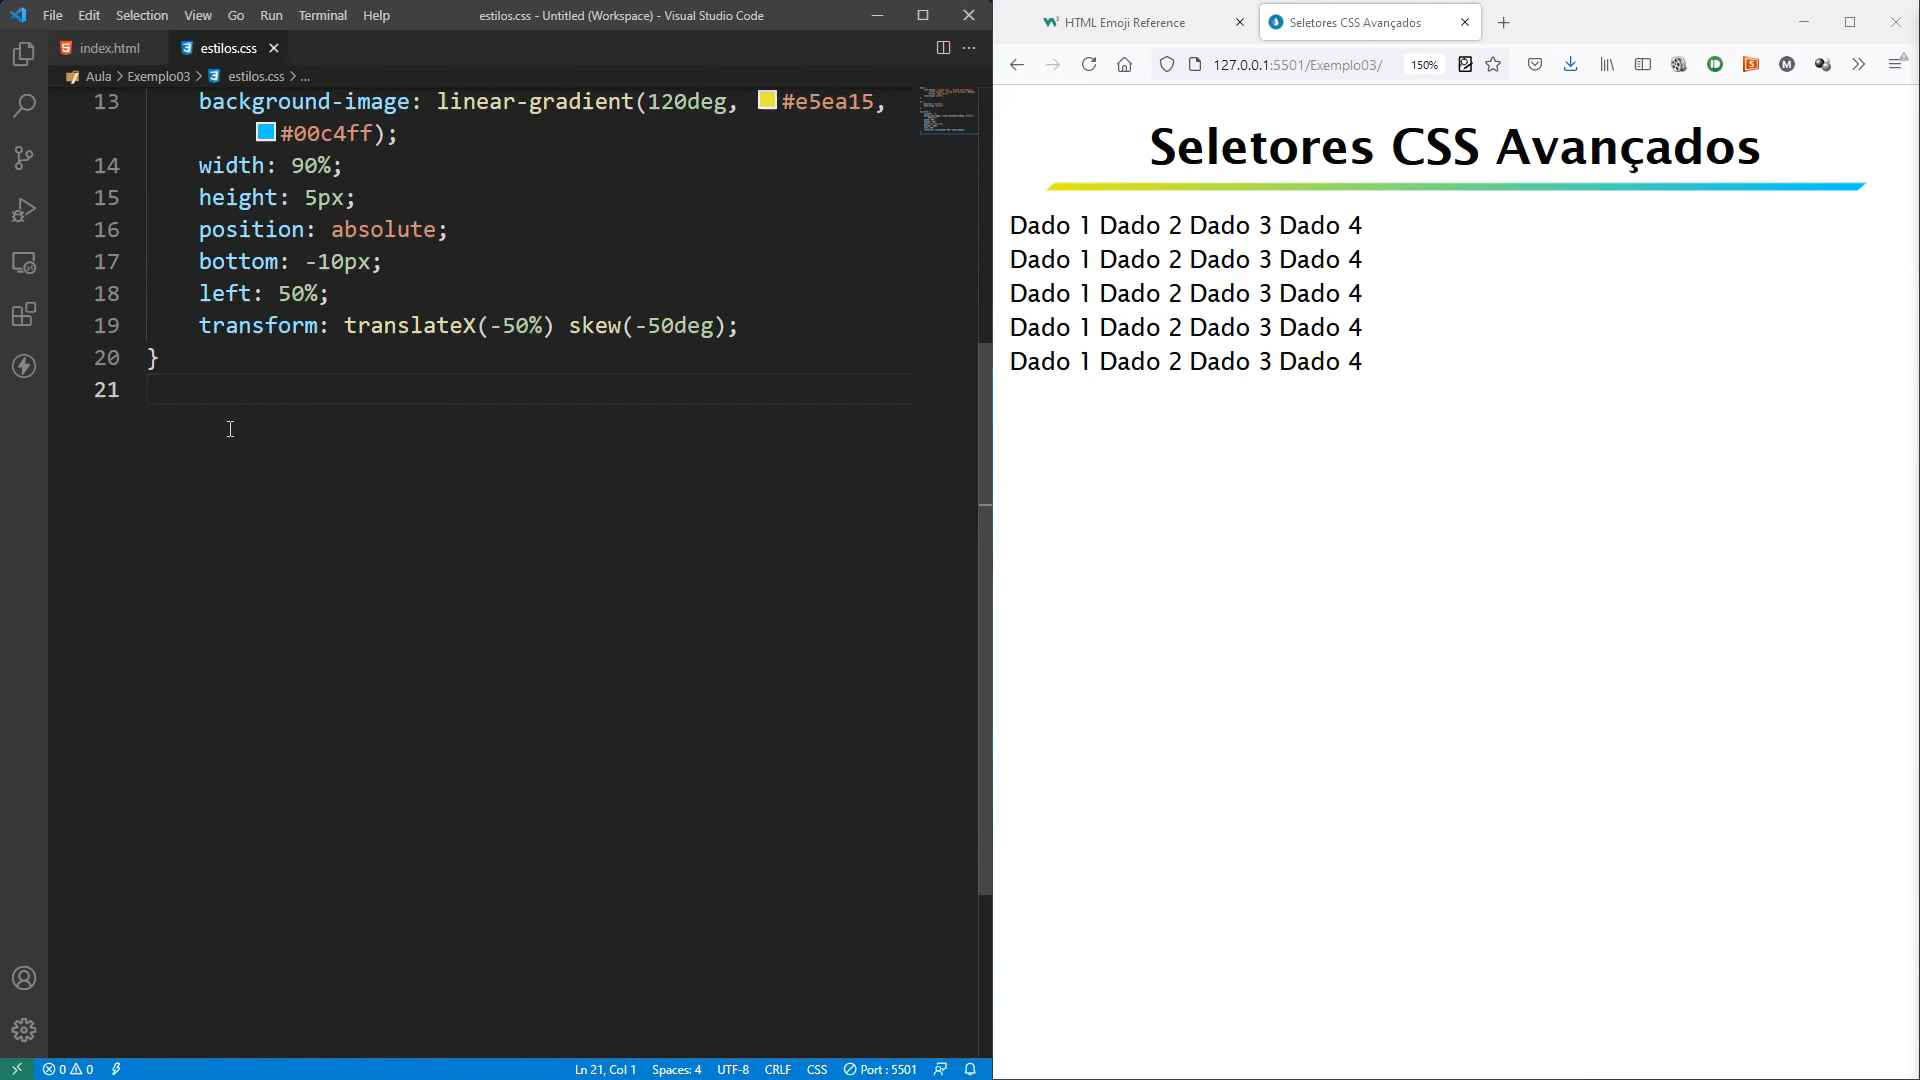 File Edit Selection View Go Run Terminal Help
estilos.css - Untitled (Workspace) - Visual Studio Code
index.html
estilos.css
Aula > Exemplo03 > estilos.css > ...
13 background-image: linear-gradient(120deg, #e5ea15,
#00c4ff);
14 width: 90%;
15 height: 5px;
16 position: absolute;
17 bottom: -10px;
18 left: 50%;
19 transform: translateX(-50%) skew(-50deg);
20 }
21
0 0
Ln 21, Col 1
Spaces: 4
UTF-8
CRLF
CSS
Port : 5501
HTML Emoji Reference
Seletores CSS Avançados
127.0.0.1:5501/Exemplo03/
150%
Seletores CSS Avançados
Dado 1 Dado 2 Dado 3 Dado 4
Dado 1 Dado 2 Dado 3 Dado 4
Dado 1 Dado 2 Dado 3 Dado 4
Dado 1 Dado 2 Dado 3 Dado 4
Dado 1 Dado 2 Dado 3 Dado 4